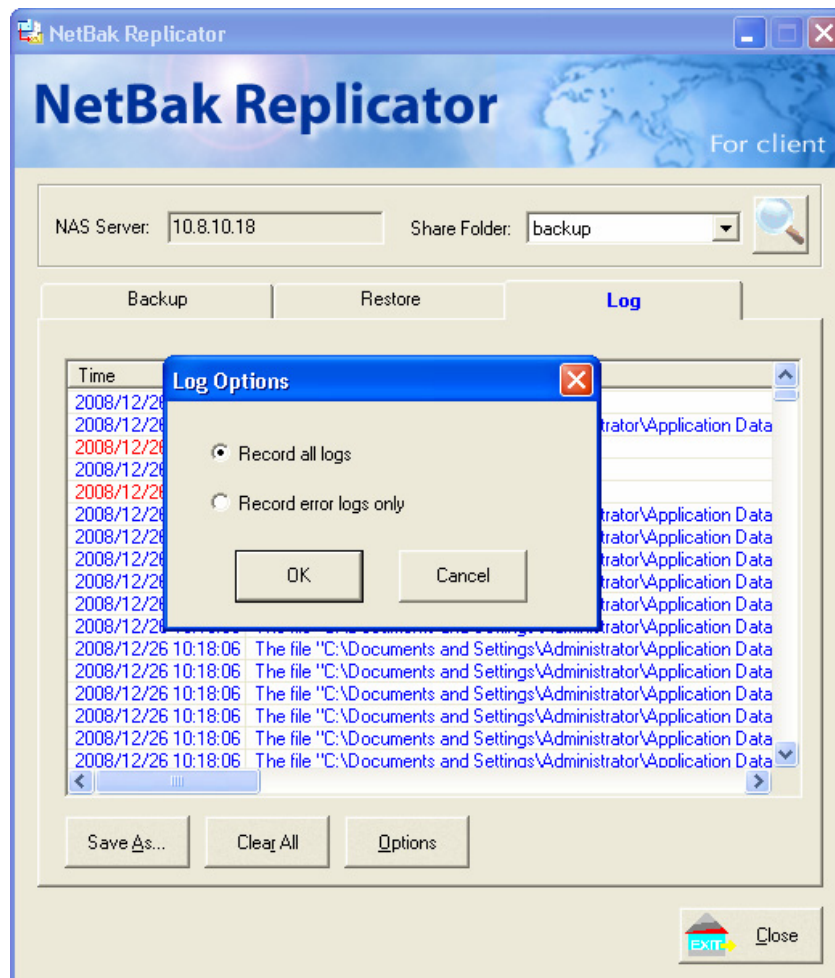 NetBak Replicator
NetBak Replicator
For client
NAS Server: 10.8.10.18 Share Folder: backup
Backup Restore Log
Time
Log Options
2008/12/26
2008/12/26 trator\Application Data
2008/12/26
2008/12/26
2008/12/26
Record all logs
Record error logs only
OK Cancel
2008/12/26 trator\Application Data
2008/12/26 trator\Application Data
2008/12/26 trator\Application Data
2008/12/26 trator\Application Data
2008/12/26 trator\Application Data
2008/12/26 trator\Application Data
2008/12/26 10:18:06 The file "C:\Documents and Settings\Administrator\Application Data
2008/12/26 10:18:06 The file "C:\Documents and Settings\Administrator\Application Data
2008/12/26 10:18:06 The file "C:\Documents and Settings\Administrator\Application Data
2008/12/26 10:18:06 The file "C:\Documents and Settings\Administrator\Application Data
2008/12/26 10:18:06 The file "C:\Documents and Settings\Administrator\Application Data
2008/12/26 10:18:06 The file "C:\Documents and Settings\Administrator\Application Data
Save As... Clear All Options
EXIT Close